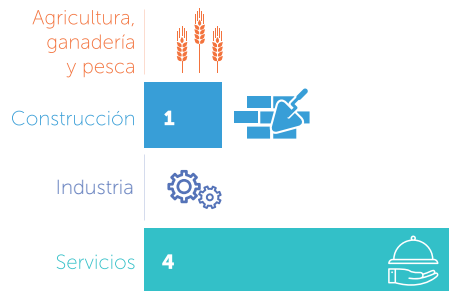 Agricultura,
ganadería
y pesca
Construcción 1
Industria
Servicios 4